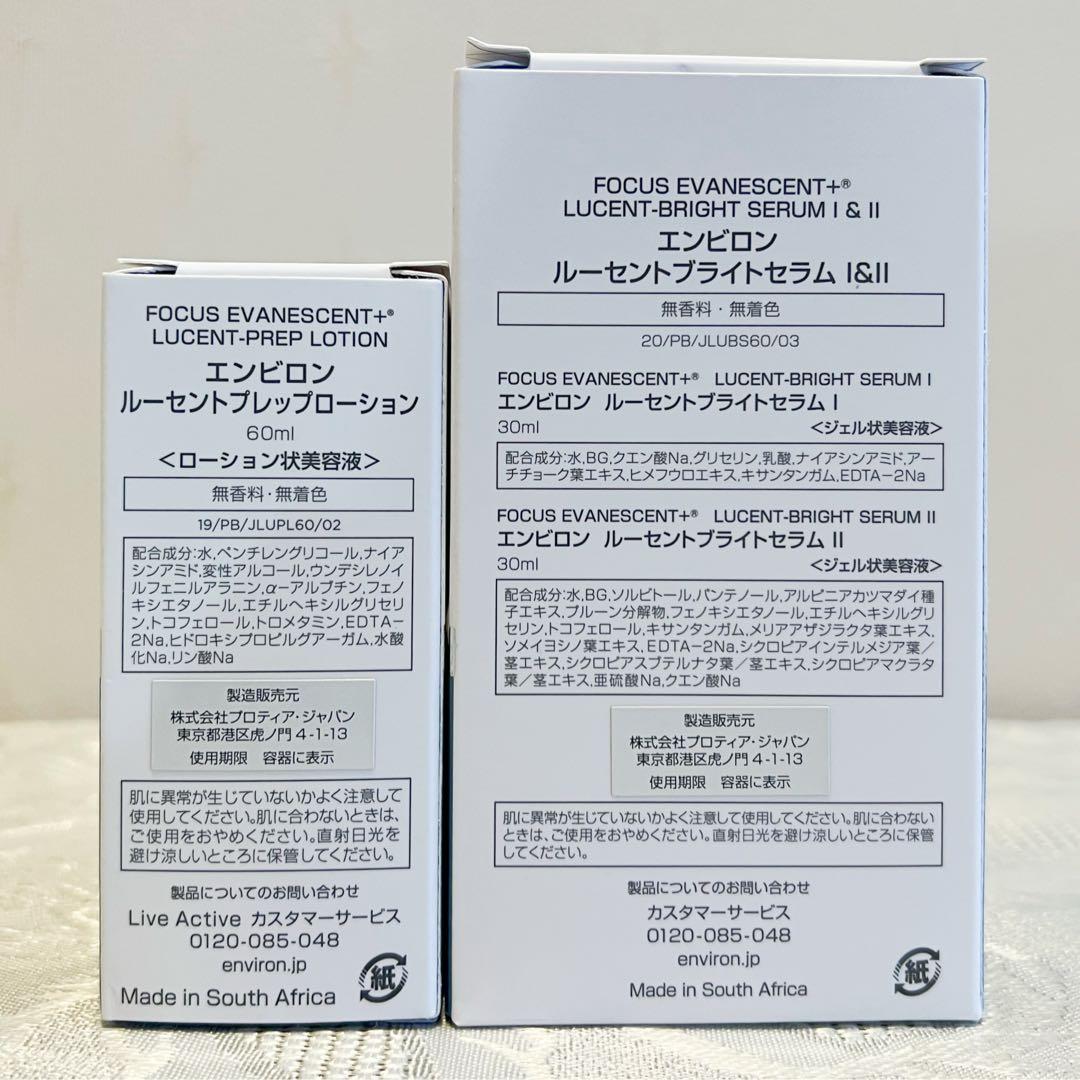 FOCUS EVANESCENT+®
LUCENT-PREP LOTION
エンビロン
ルーセントプレップローション
60ml
<ローション状美容液>
無香料・無着色
19/PB/JLUPL60/02
配合成分:水,ペンチレングリコール,ナイア
シンアミド,変性アルコール,ウンデシレノイ
ルフェニルアラニン,α-アルブチン,フェノ
キシエタノール,エチルヘキシルグリセリ
ン,トコフェロール,トロメタミン,EDTA-
2Na,ヒドロキシプロピルグアーガム,水酸
化Na,リン酸Na
製造販売元
株式会社プロティア・ジャパン
東京都港区虎ノ門4-1-13
使用期限 容器に表示
肌に異常が生じていないかよく注意して
使用してください。肌に合わないときは、
ご使用をおやめください。直射日光を
避け涼しいところに保管してください。
製品についてのお問い合わせ
Live Active カスタマーサービス
0120-085-048
environ.jp
紙
Made in South Africa
FOCUS EVANESCENT+®
LUCENT-BRIGHT SERUM I & II
エンビロン
ルーセントブライトセラム I&II
無香料・無着色
20/PB/JLUBS60/03
FOCUS EVANESCENT+® LUCENT-BRIGHT SERUM I
エンビロン ルーセントブライトセラム I
30ml <ジェル状美容液>
配合成分:水,BG,クエン酸Na,グリセリン,乳酸,ナイアシンアミド,アー
チチョーク葉エキス,ヒメフウロエキス,キサンタンガム,EDTA-2Na
FOCUS EVANESCENT+® LUCENT-BRIGHT SERUM II
エンビロン ルーセントブライトセラム II
30ml <ジェル状美容液>
配合成分:水,BG,ソルビトール,パンテノール,アルピニアカツマダイ種
子エキス,プルーン分解物,フェノキシエタノール,エチルヘキシルグリ
セリン,トコフェロール,キサンタンガム,メリアアザジラクタ葉エキス,
ソメイヨシノ葉エキス,EDTA-2Na,シクロピアインテルメジア葉/
茎エキス,シクロピアスブテルナタ葉/茎エキス,シクロピアマクラタ
葉/茎エキス,亜硫酸Na,クエン酸Na
製造販売元
株式会社プロティア・ジャパン
東京都港区虎ノ門4-1-13
使用期限 容器に表示
肌に異常が生じていないかよく注意して使用してください。肌に合わない
ときは、ご使用をおやめください。直射日光を避け涼しいところに保管
してください。
製品についてのお問い合わせ
カスタマーサービス
0120-085-048
environ.jp
紙
Made in South Africa